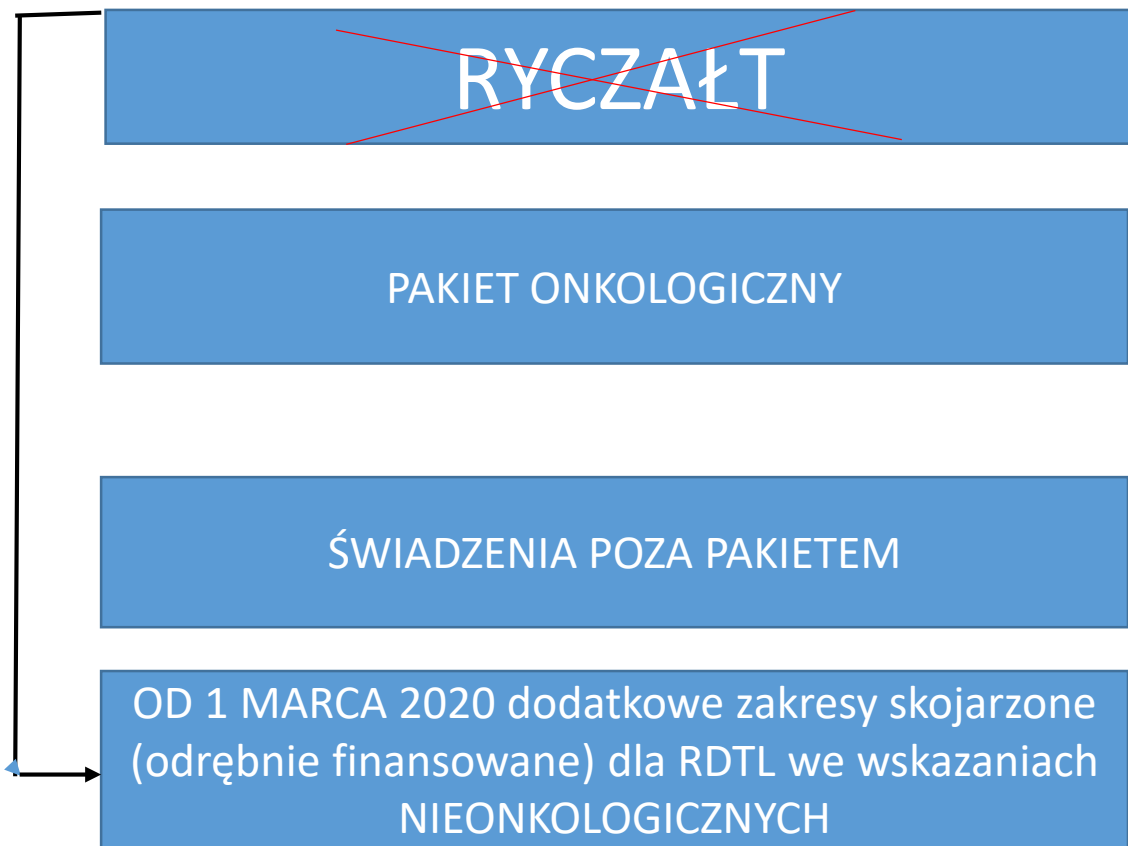 RYCZAŁT
PAKIET ONKOLOGICZNY
ŚWIADZENIA POZA PAKIETEM
OD 1 MARCA 2020 dodatkowe zakresy skojarzone
(odrębnie finansowane) dla RDTL we wskazaniach
NIEONKOLOGICZNYCH